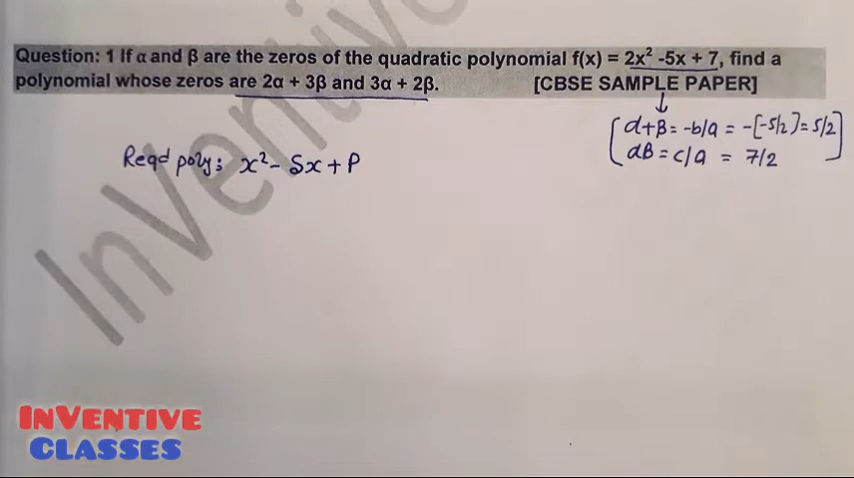 Question: 1 If α and β are the zeros of the quadratic polynomial f(x) = 2x² -5x + 7, find a
polynomial whose zeros are 2α + 3β and 3α + 2β. [CBSE SAMPLE PAPER]
α+β = -b/a = -[-5/2] = 5/2
αβ = c/a = 7/2
Reqd poly: x² - Sx + P
InVentive
INVENTIVE
CLASSES